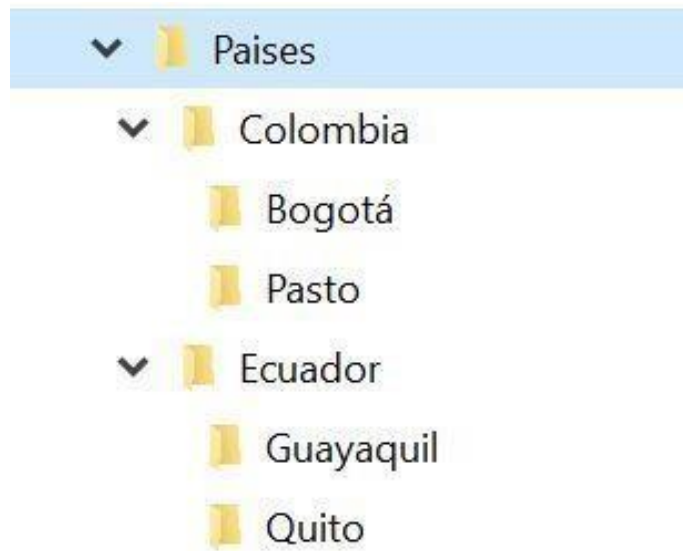 Paises
Colombia
Bogotá
Pasto
Ecuador
Guayaquil
Quito